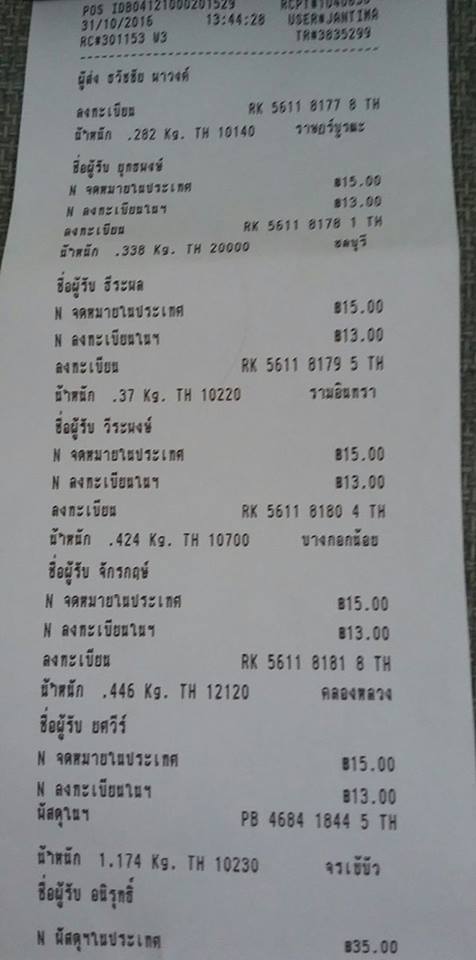 POS ID8041210002015​29 RCPT#1040630
31/10/2016 13:44:28 USER#JANTIMA
RC#301153 W3 TR#3835299
ผู้ส่ง ธวัชชัย ผาวงค์
ลงทะเบียน RK 5611 8177 8 TH
น้ำหนัก .282 Kg. TH 10140 ราษฎร์บูรณะ
ชื่อผู้รับ ยุทธพงษ์
N จดหมายในประเทศ ฿15.00
N ลงทะเบียนในฯ ฿13.00
ลงทะเบียน RK 5611 8178 1 TH
น้ำหนัก .338 Kg. TH 20000 ชลบุรี
ชื่อผู้รับ ธีระผล
N จดหมายในประเทศ ฿15.00
N ลงทะเบียนในฯ ฿13.00
ลงทะเบียน RK 5611 8179 5 TH
น้ำหนัก .37 Kg. TH 10220 รามอินทรา
ชื่อผู้รับ วีระพงษ์
N จดหมายในประเทศ ฿15.00
N ลงทะเบียนในฯ ฿13.00
ลงทะเบียน RK 5611 8180 4 TH
น้ำหนัก .424 Kg. TH 10700 บางกอกน้อย
ชื่อผู้รับ จักรกฤษ์
N จดหมายในประเทศ ฿15.00
N ลงทะเบียนในฯ ฿13.00
ลงทะเบียน RK 5611 8181 8 TH
น้ำหนัก .446 Kg. TH 12120 คลองหลวง
ชื่อผู้รับ ยศวีร์
N จดหมายในประเทศ ฿15.00
N ลงทะเบียนในฯ ฿13.00
พัสดุในฯ PB 4684 1844 5 TH
น้ำหนัก 1.174 Kg. TH 10230 จรเข้บัว
ชื่อผู้รับ อนิรุทธิ์
N พัสดุฯในประเทศ ฿35.00